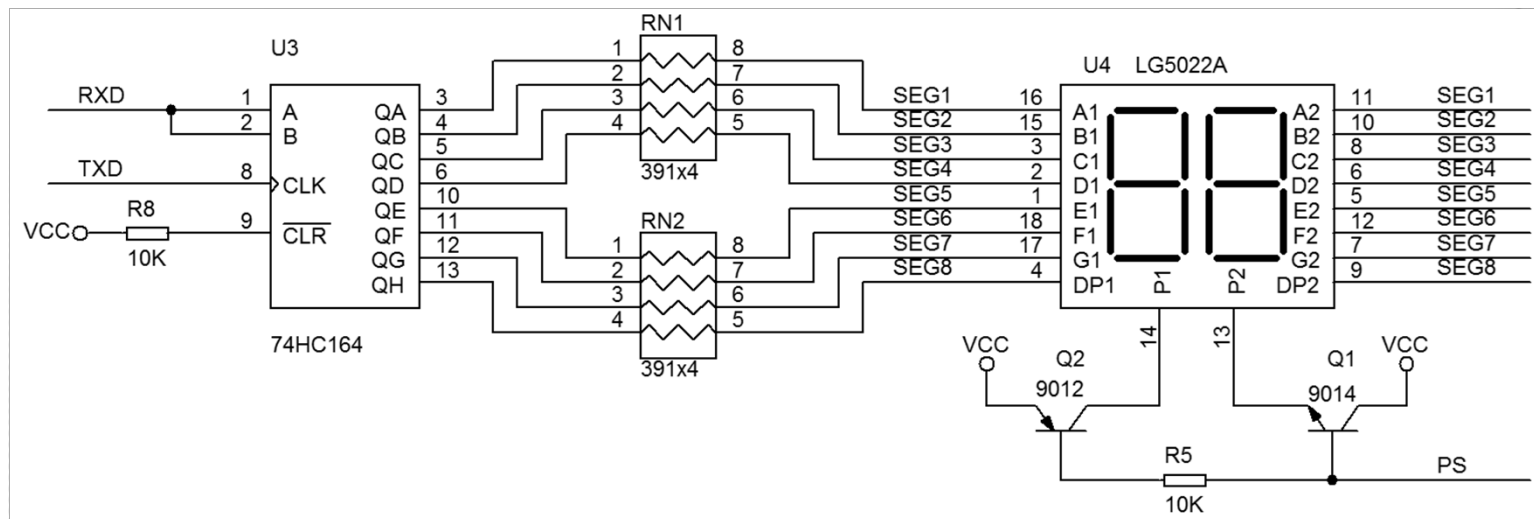 RN1
U3
1 8
2 7
3 6
4 5
391x4
RXD
TXD
1 A
2 B
8 CLK
9 CLR
R8
VCC
10K
QA 3
QB 4
QC 5
QD 6
QE 10
QF 11
QG 12
QH 13
74HC164
RN2
1 8
2 7
3 6
4 5
391x4
U4 LG5022A
SEG1 16 A1
SEG2 15 B1
SEG3 3 C1
SEG4 2 D1
SEG5 1 E1
SEG6 18 F1
SEG7 17 G1
SEG8 4 DP1
P1
P2
A2 11 SEG1
B2 10 SEG2
C2 8 SEG3
D2 6 SEG4
E2 5 SEG5
F2 12 SEG6
G2 7 SEG7
DP2 9 SEG8
14
13
VCC
Q2
9012
Q1
9014
VCC
R5
10K
PS